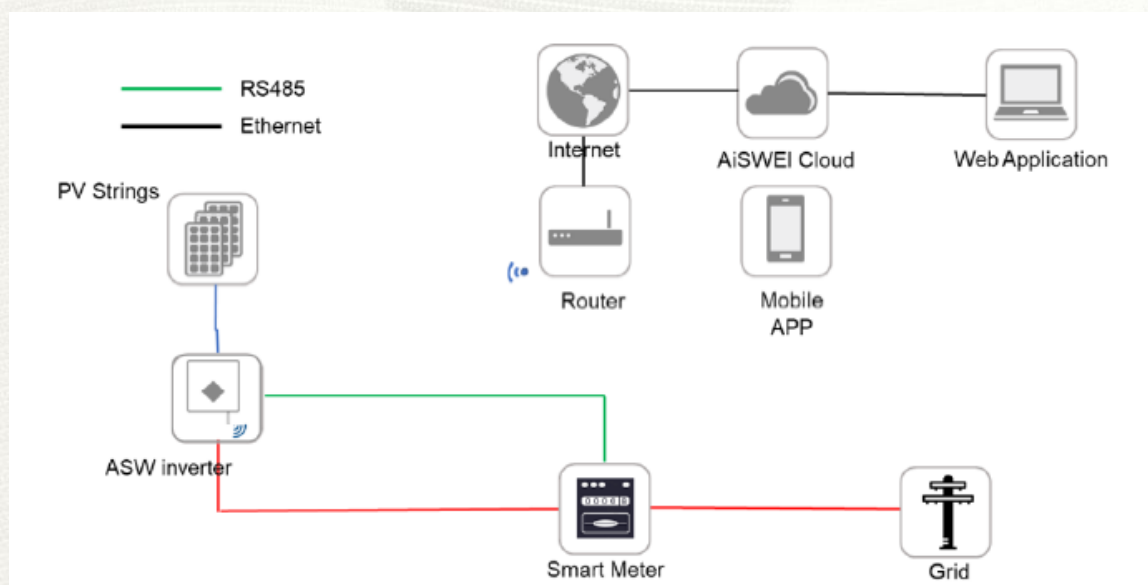 RS485
Ethernet
Internet
AiSWEI Cloud
Web Application
PV Strings
Router
Mobile
APP
ASW inverter
Smart Meter
Grid